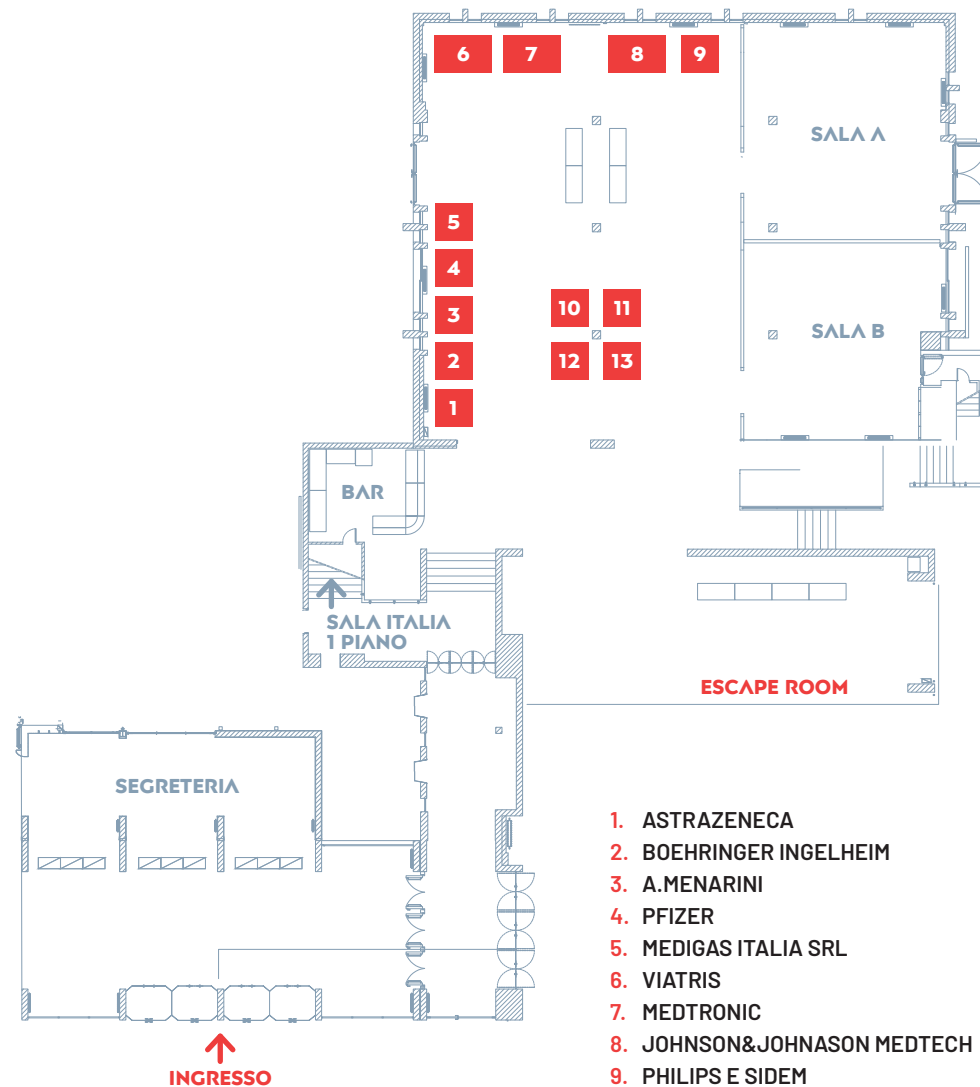 6
7
8
9
SALA A
5
4
3
2
1
10
11
12
13
SALA B
BAR
SALA ITALIA
1 PIANO
ESCAPE ROOM
SEGRETERIA
INGRESSO
1. ASTRAZENECA
2. BOEHRINGER INGELHEIM
3. A.MENARINI
4. PFIZER
5. MEDIGAS ITALIA SRL
6. VIATRIS
7. MEDTRONIC
8. JOHNSON&JOHNASON MEDTECH
9. PHILIPS E SIDEM